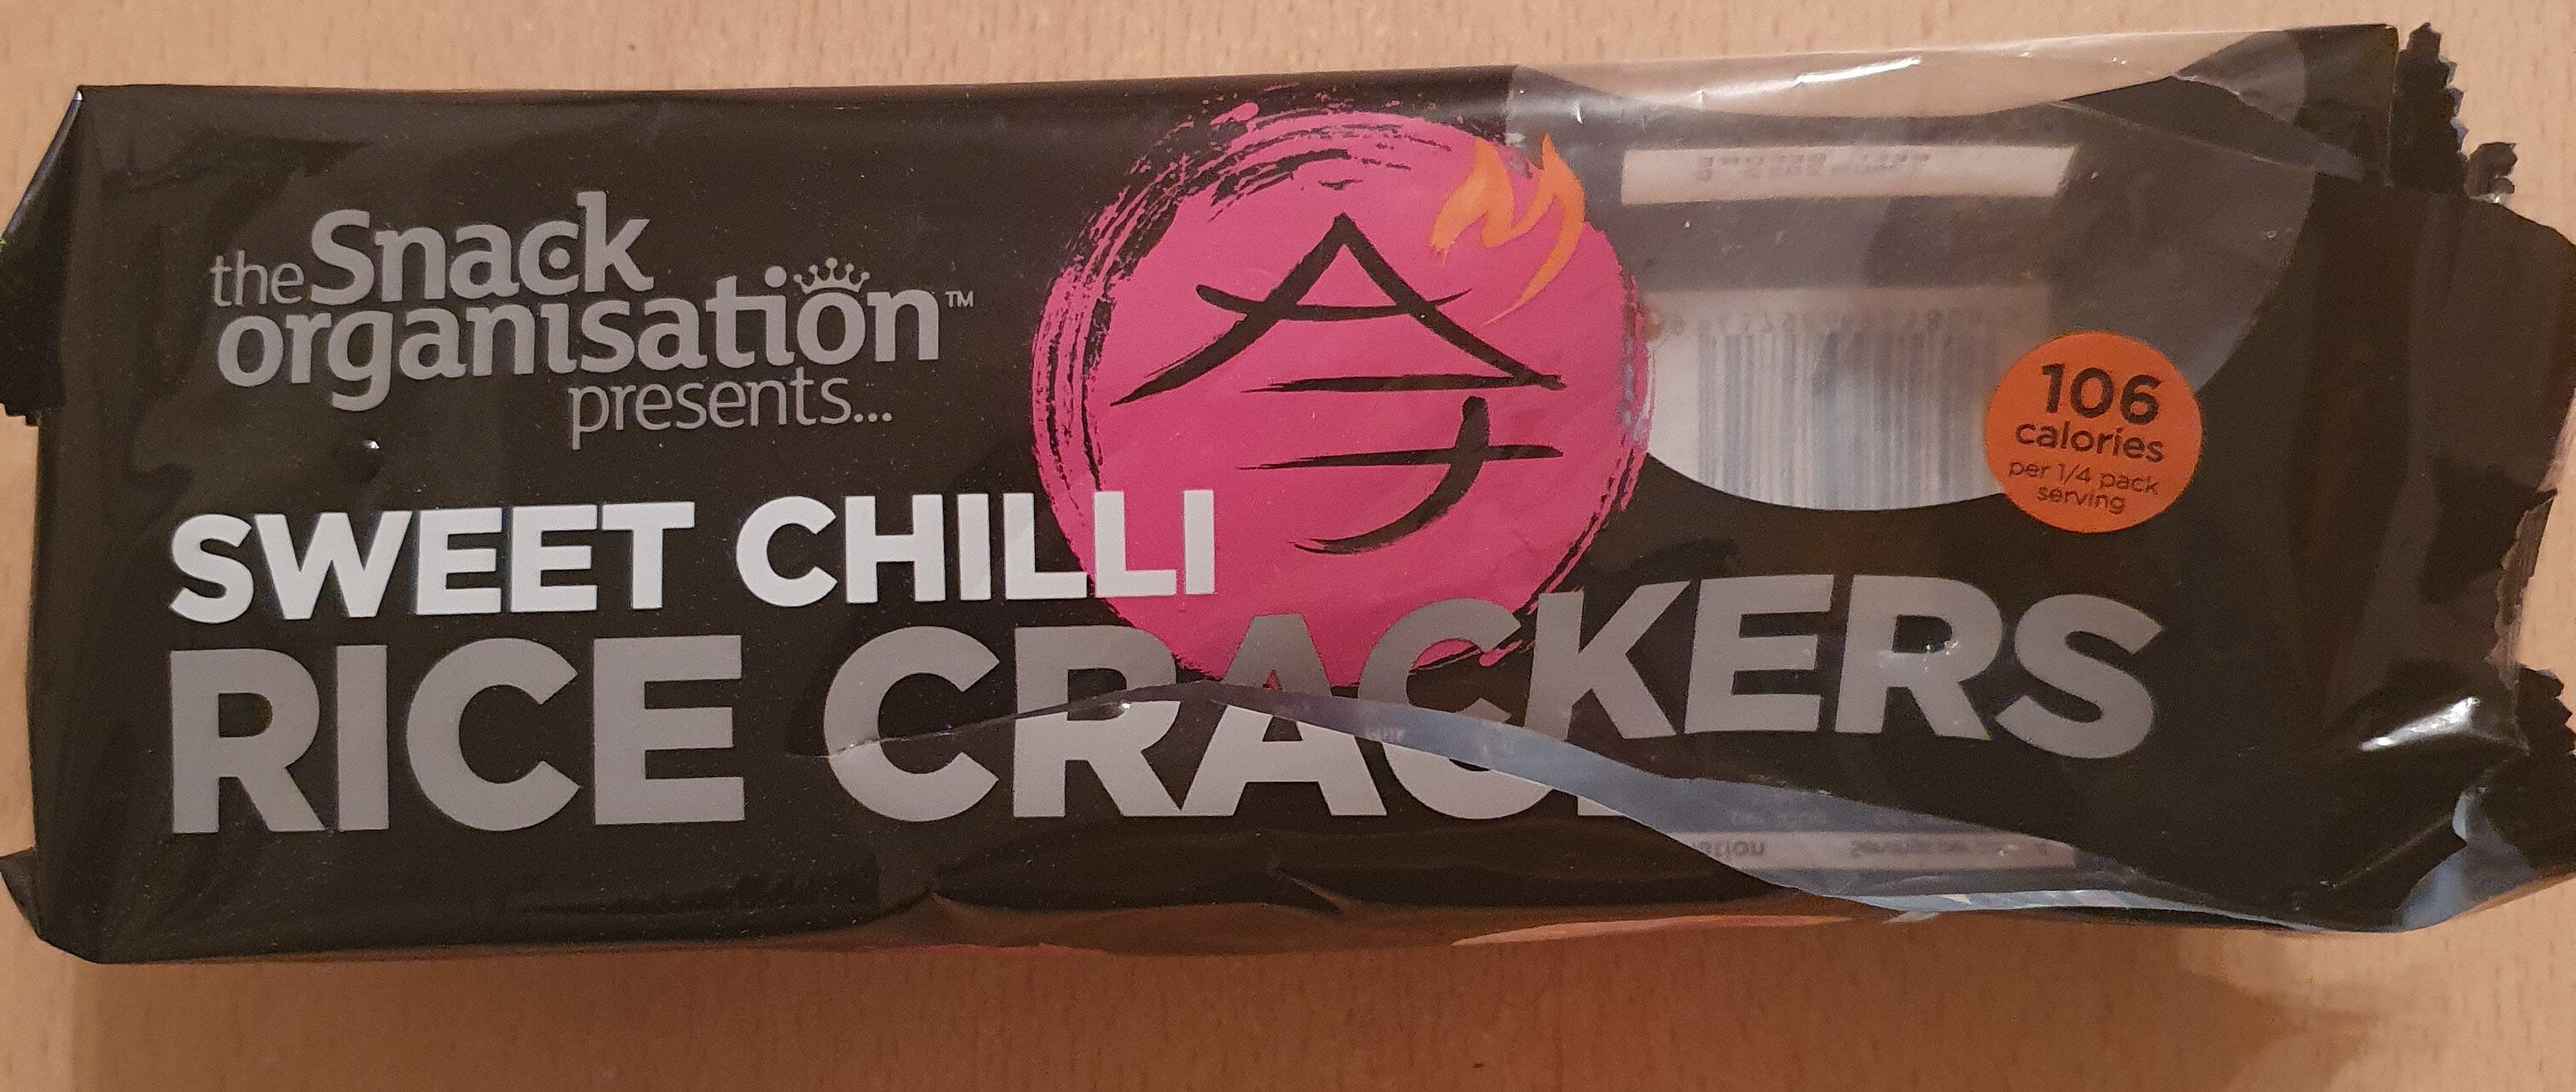 the Snack
organisation™
presents...
SWEET CHILLI
RICE CRACKERS
106
calories
per 1/4 pack
serving